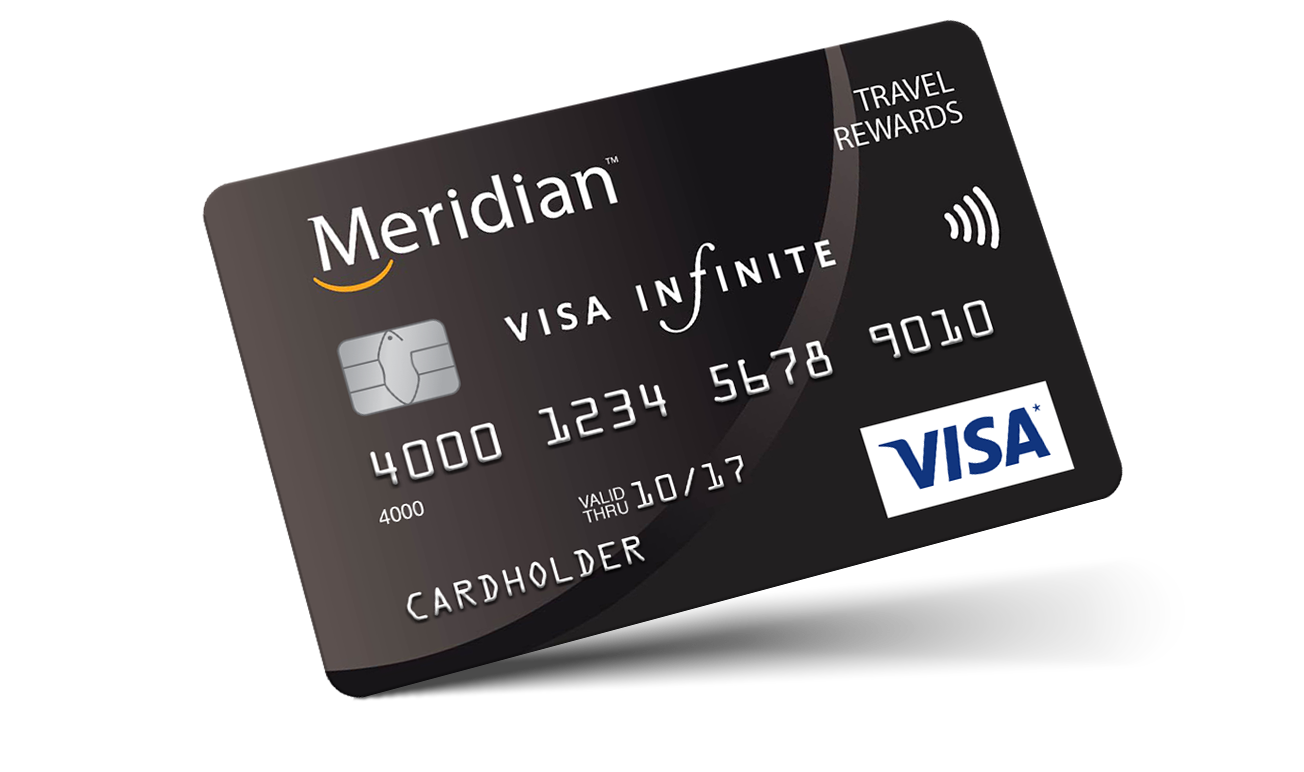 TRAVEL
REWARDS
Meridian™
VISA INFINITE
4000 1234 5678 9010
4000
VALID
THRU 10/17
CARDHOLDER
VISA*